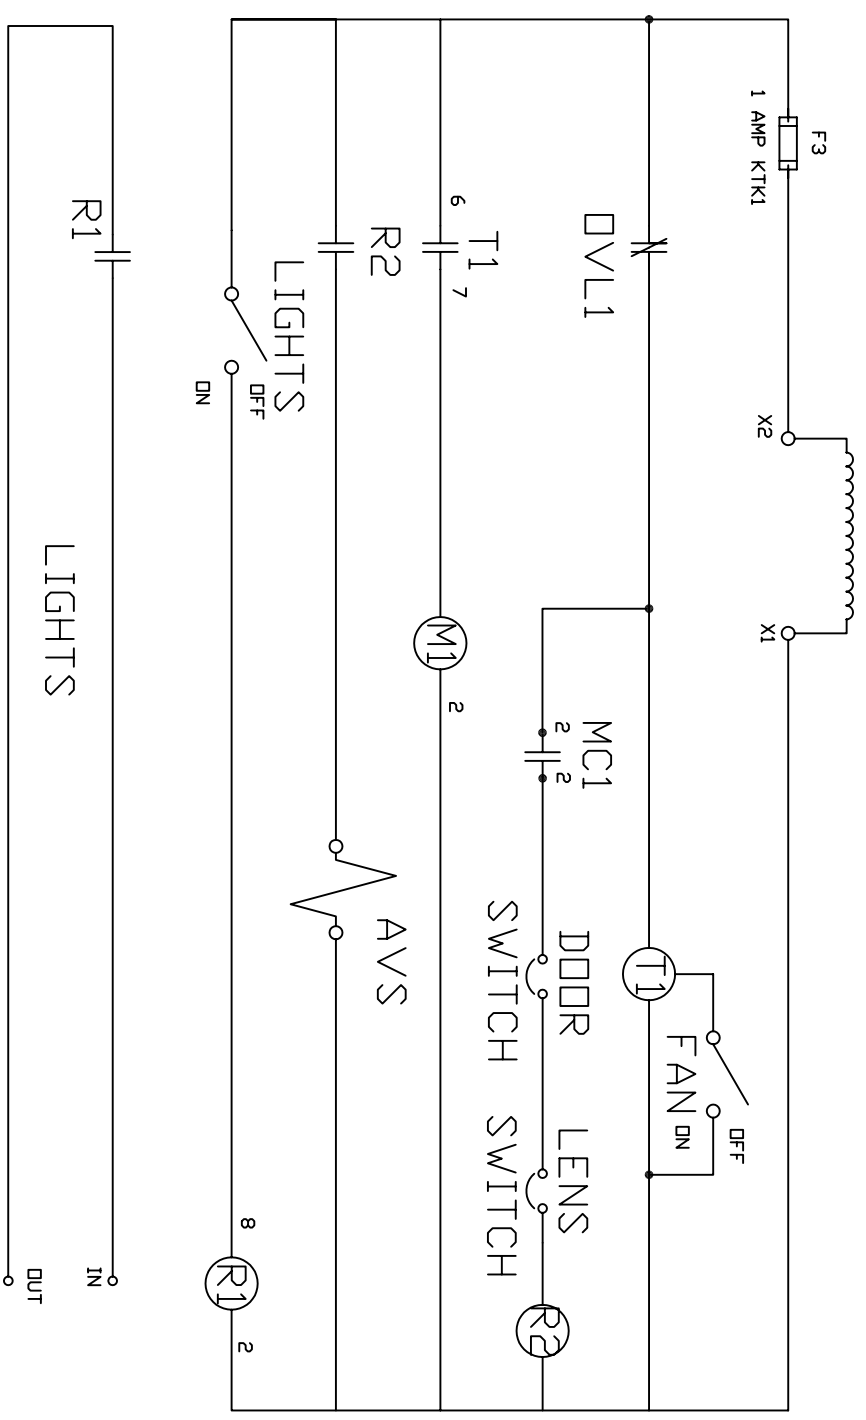 F3
1 AMP KTK1
X2
X1
OFF
FAN ON
OVL1
T1
MC1
2
2
DOOR
SWITCH
LENS
SWITCH
R2
T1
6
7
M1
2
R2
AVS
LIGHTS
OFF
ON
8
R1
2
R1
IN
LIGHTS
OUT